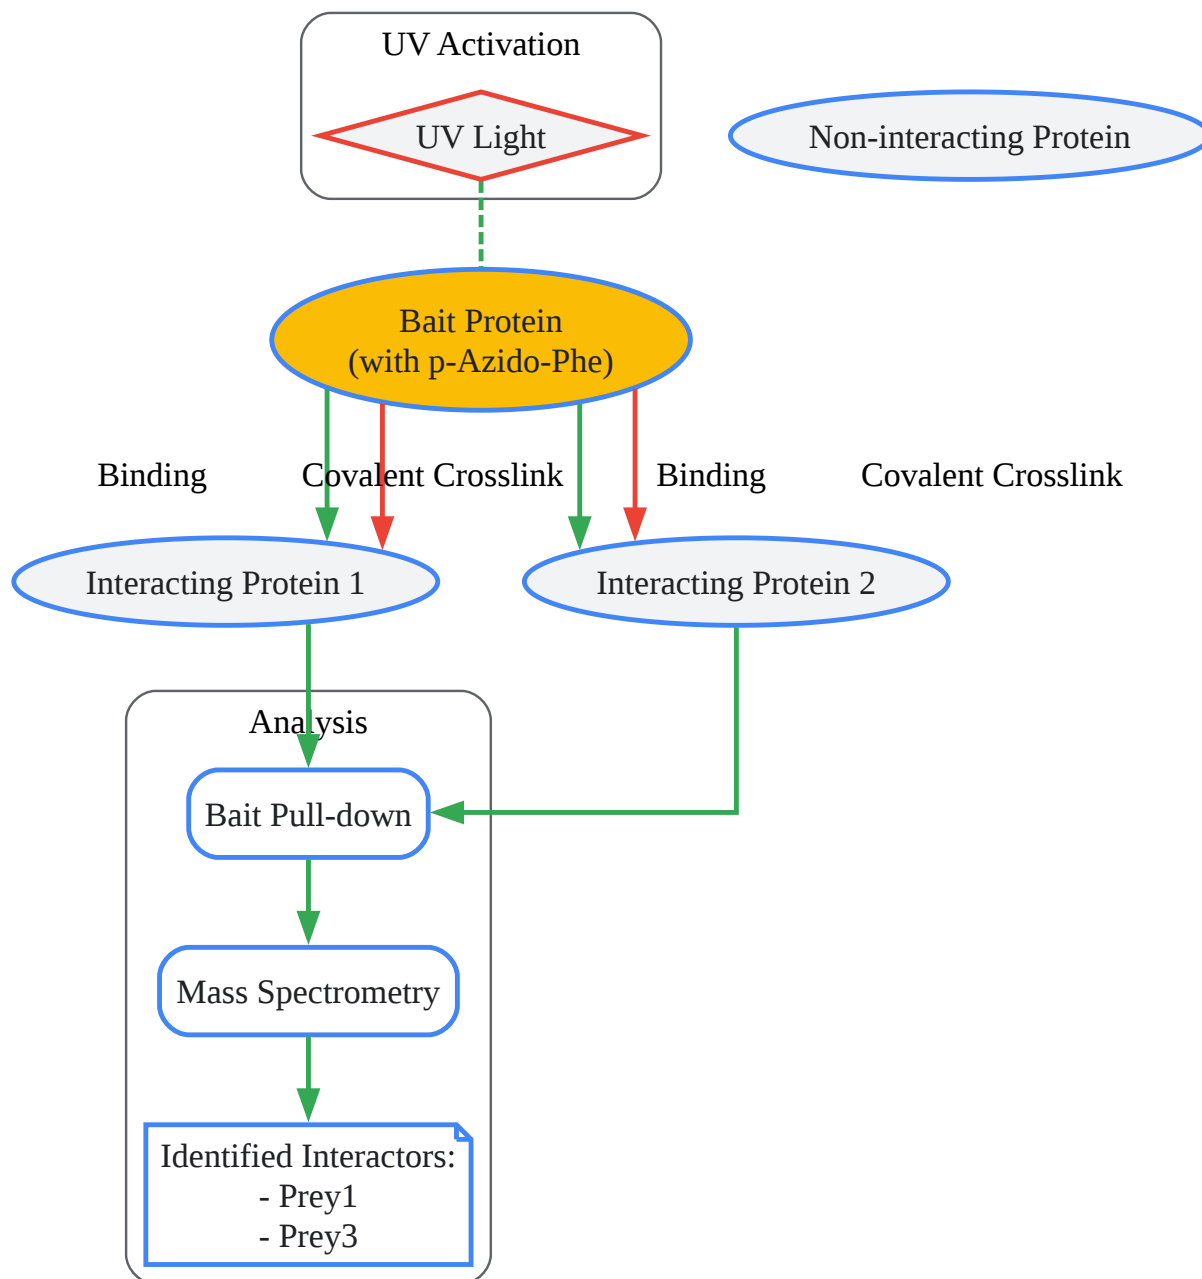 UV Activation
UV Light
Non-interacting Protein
Bait Protein
(with p-Azido-Phe)
Binding
Covalent Crosslink
Binding
Covalent Crosslink
Interacting Protein 1
Interacting Protein 2
Analysis
Bait Pull-down
Mass Spectrometry
Identified Interactors:
- Prey1
- Prey3